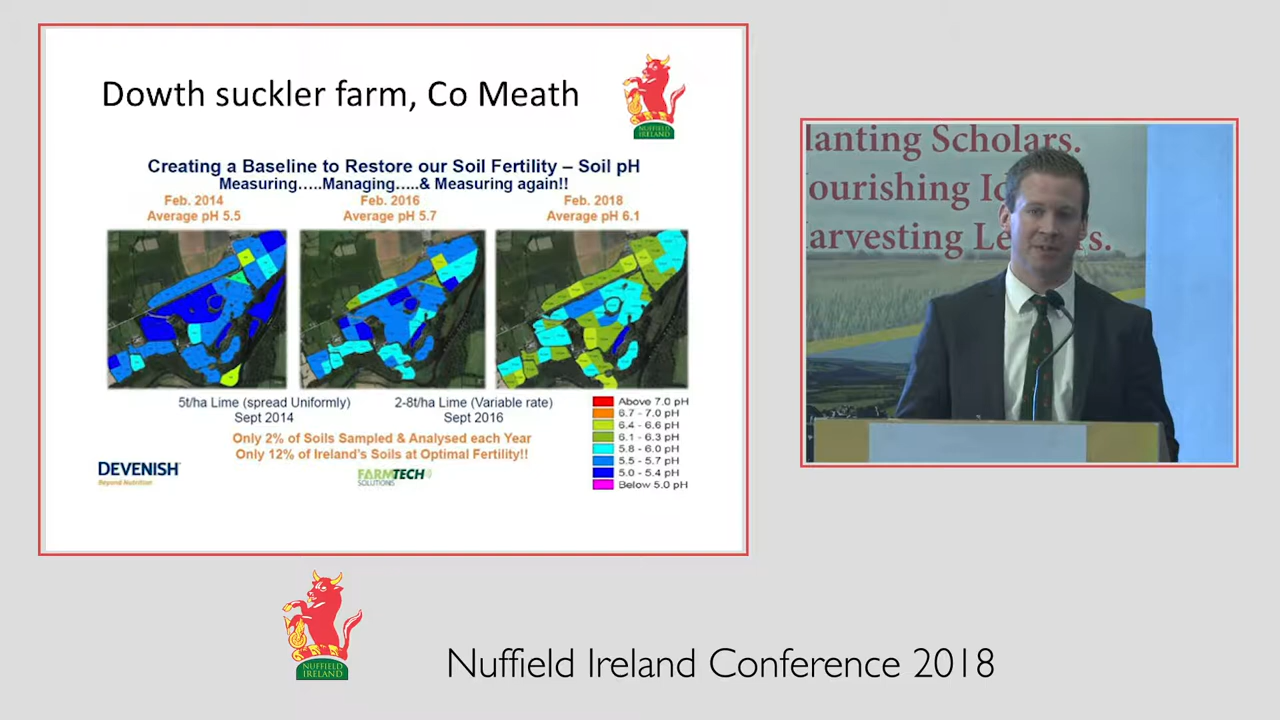 Dowth suckler farm, Co Meath
NUFFIELD
IRELAND
Creating a Baseline to Restore our Soil Fertility – Soil pH
Measuring…..Managing…..& Measuring again!!
Feb. 2014
Average pH 5.5
Feb. 2016
Average pH 5.7
Feb. 2018
Average pH 6.1
5t/ha Lime (spread Uniformly)
Sept 2014
2-8t/ha Lime (Variable rate)
Sept 2016
Above 7.0 pH
6.7 - 7.0 pH
6.4 - 6.6 pH
6.1 - 6.3 pH
5.8 - 6.0 pH
5.5 - 5.7 pH
5.0 - 5.4 pH
Below 5.0 pH
Only 2% of Soils Sampled & Analysed each Year
Only 12% of Ireland's Soils at Optimal Fertility!!
DEVENISH
Beyond Nutrition
FARMTECH
SOLUTIONS
lanting Scholars.
ourishing Id
arvesting Le rs.
NUFFIELD
IRELAND
Nuffield Ireland Conference 2018